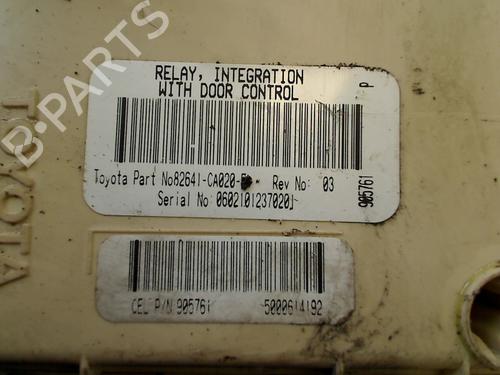 RELAY, INTEGRATION
WITH DOOR CONTROL
P
Toyota Part No82641-CA020- Rev No: 03
Serial No:0602101237020J
905761
CEL P/N 905761 5000614192
TOYOTA
B-PARTS